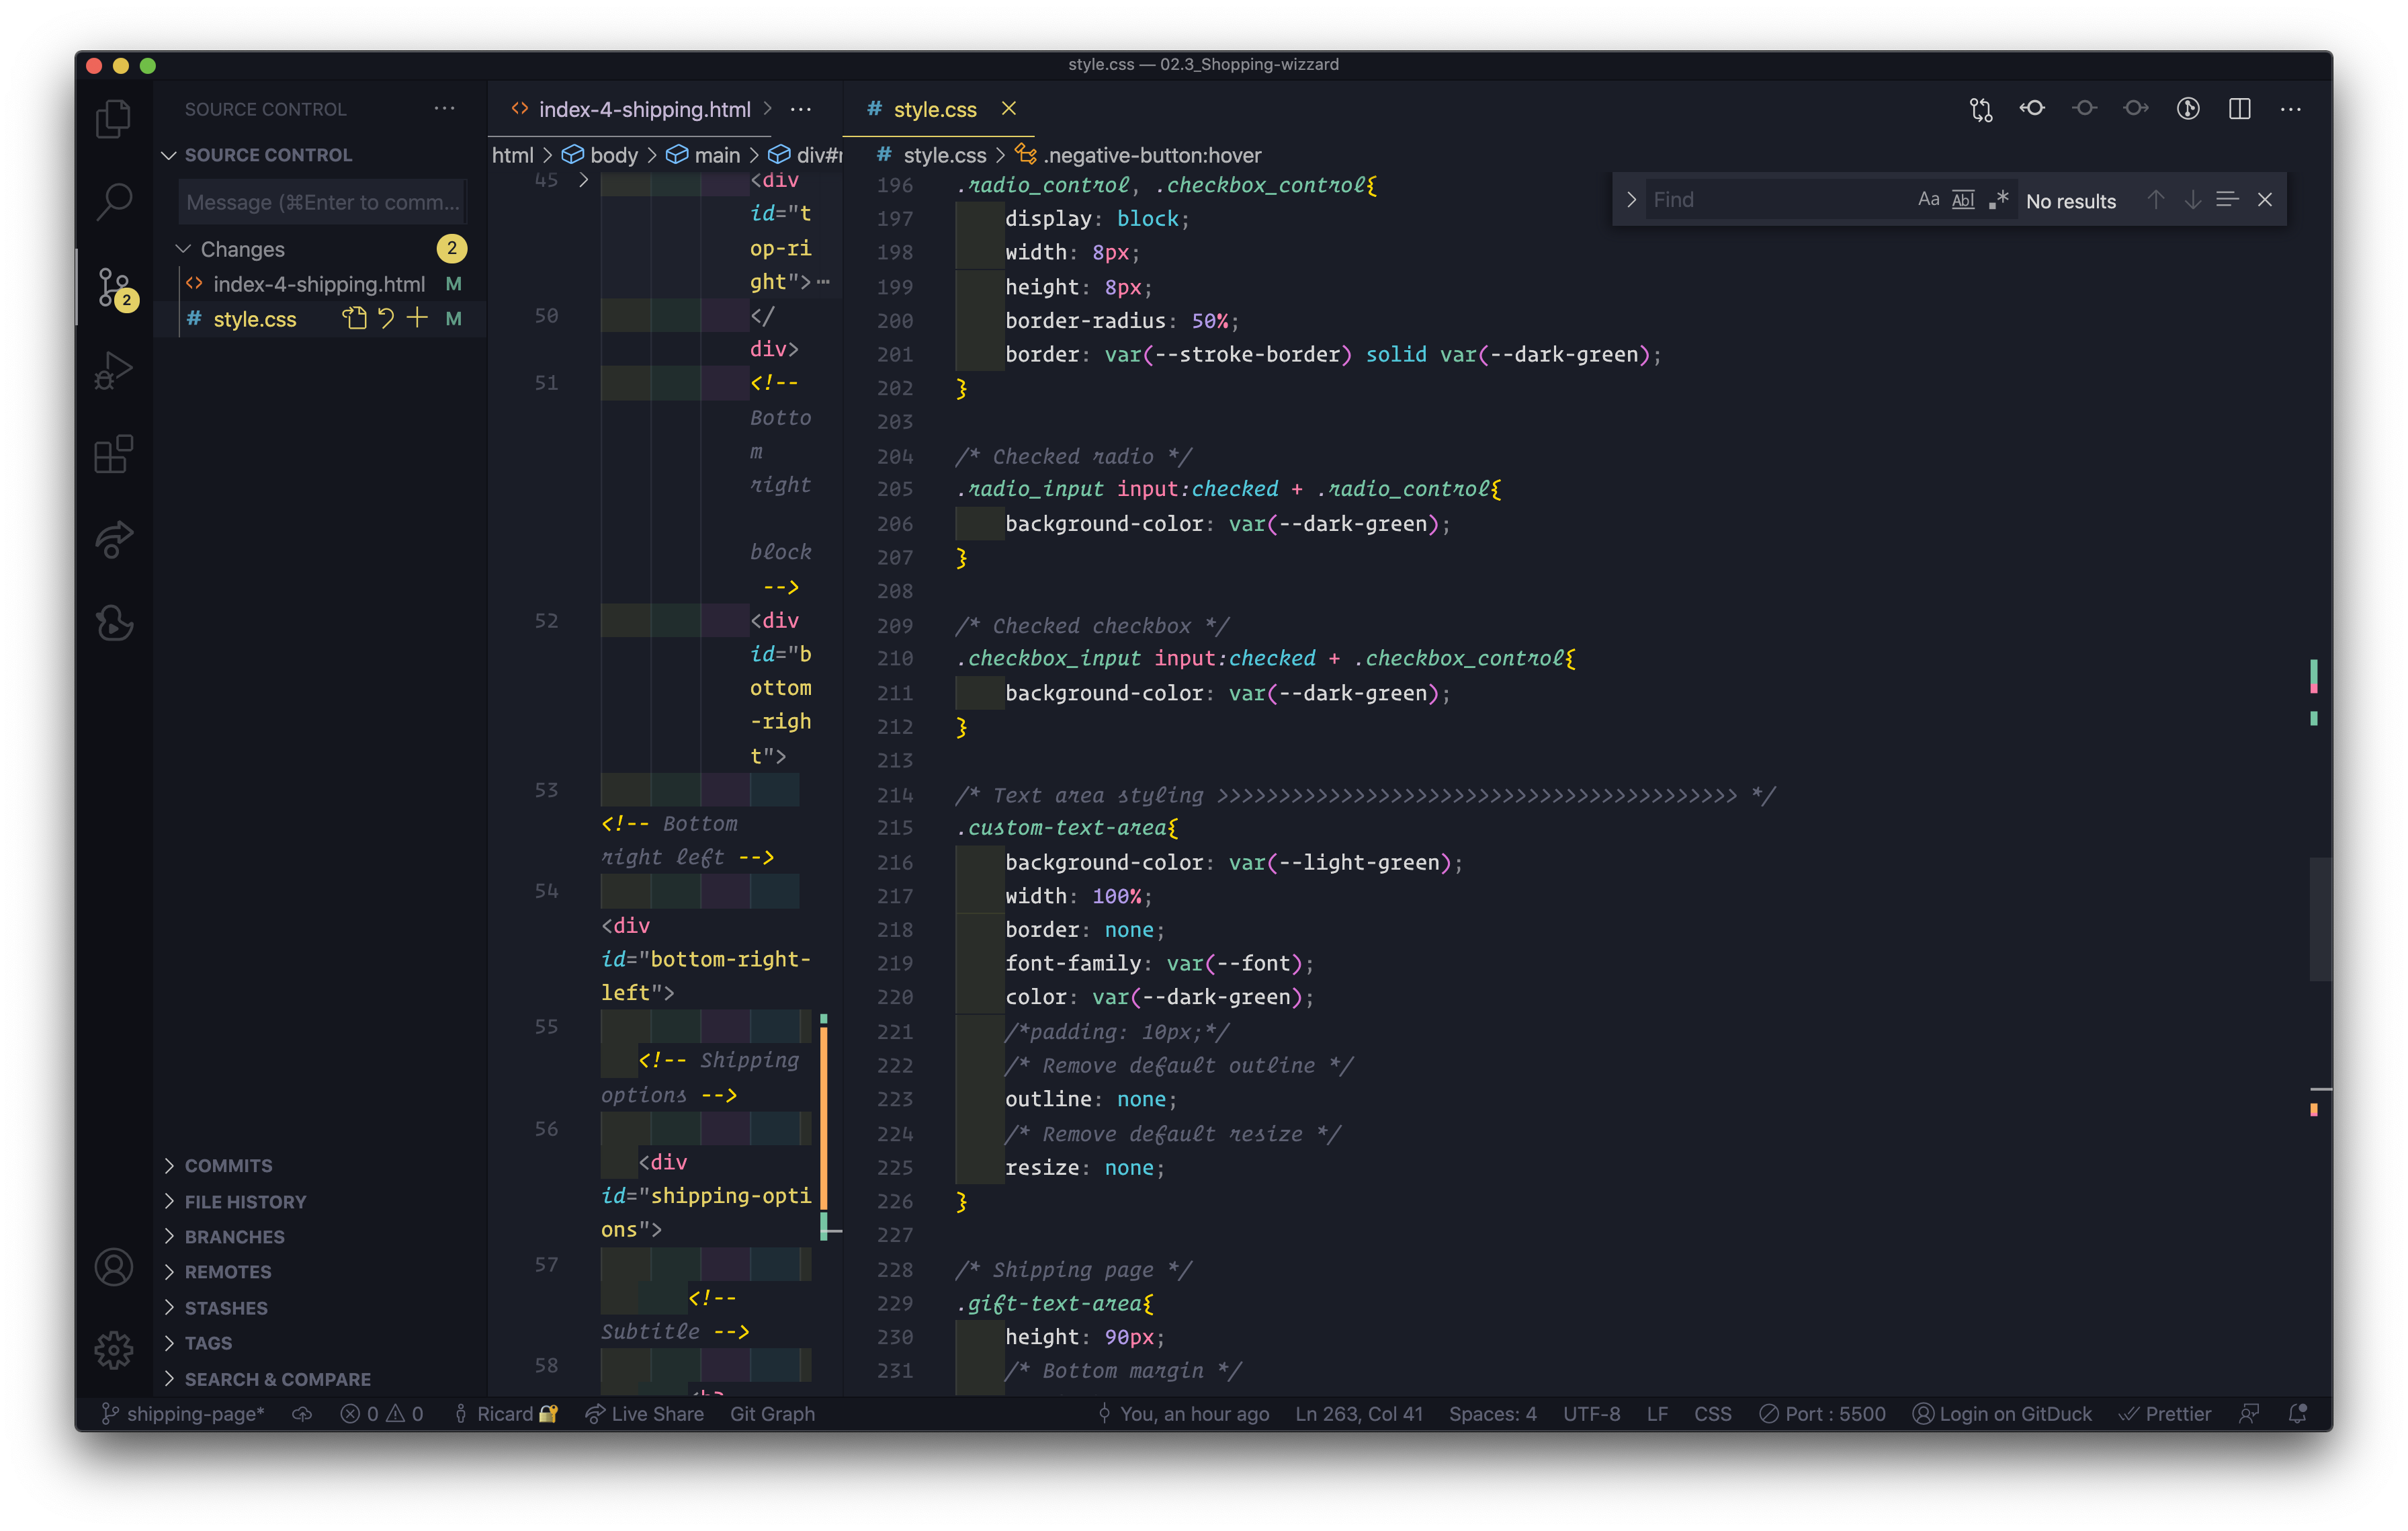 style.css — 02.3_Shopping-wizzard
SOURCE CONTROL
SOURCE CONTROL
Message (⌘Enter to comm...
Changes
2
index-4-shipping.html M
style.css M
2
COMMITS
FILE HISTORY
BRANCHES
REMOTES
STASHES
TAGS
SEARCH & COMPARE
index-4-shipping.html
html > body > main > div#r
45 <div
id="t
op-ri
ght">
50 </
div>
51 <!--
Botto
m
right
block
-->
52 <div
id="b
ottom
-righ
t">
53
<!-- Bottom
right left -->
54
<div
id="bottom-right-
left">
55
<!-- Shipping
options -->
56
<div
id="shipping-opti
ons">
57
<!--
Subtitle -->
58
style.css
style.css > .negative-button:hover
Find
Aa Abl .* No results
196 .radio_control, .checkbox_control{
197 display: block;
198 width: 8px;
199 height: 8px;
200 border-radius: 50%;
201 border: var(--stroke-border) solid var(--dark-green);
202 }
203
204 /* Checked radio */
205 .radio_input input:checked + .radio_control{
206 background-color: var(--dark-green);
207 }
208
209 /* Checked checkbox */
210 .checkbox_input input:checked + .checkbox_control{
211 background-color: var(--dark-green);
212 }
213
214 /* Text area styling >>>>>>>>>>>>>>>>>>>>>>>>>>>>>>>>>>>>>>>>>> */
215 .custom-text-area{
216 background-color: var(--light-green);
217 width: 100%;
218 border: none;
219 font-family: var(--font);
220 color: var(--dark-green);
221 /*padding: 10px;*/
222 /* Remove default outline */
223 outline: none;
224 /* Remove default resize */
225 resize: none;
226 }
227
228 /* Shipping page */
229 .gift-text-area{
230 height: 90px;
231 /* Bottom margin */
shipping-page* 0 0 Ricard Live Share Git Graph You, an hour ago Ln 263, Col 41 Spaces: 4 UTF-8 LF CSS Port : 5500 Login on GitDuck Prettier